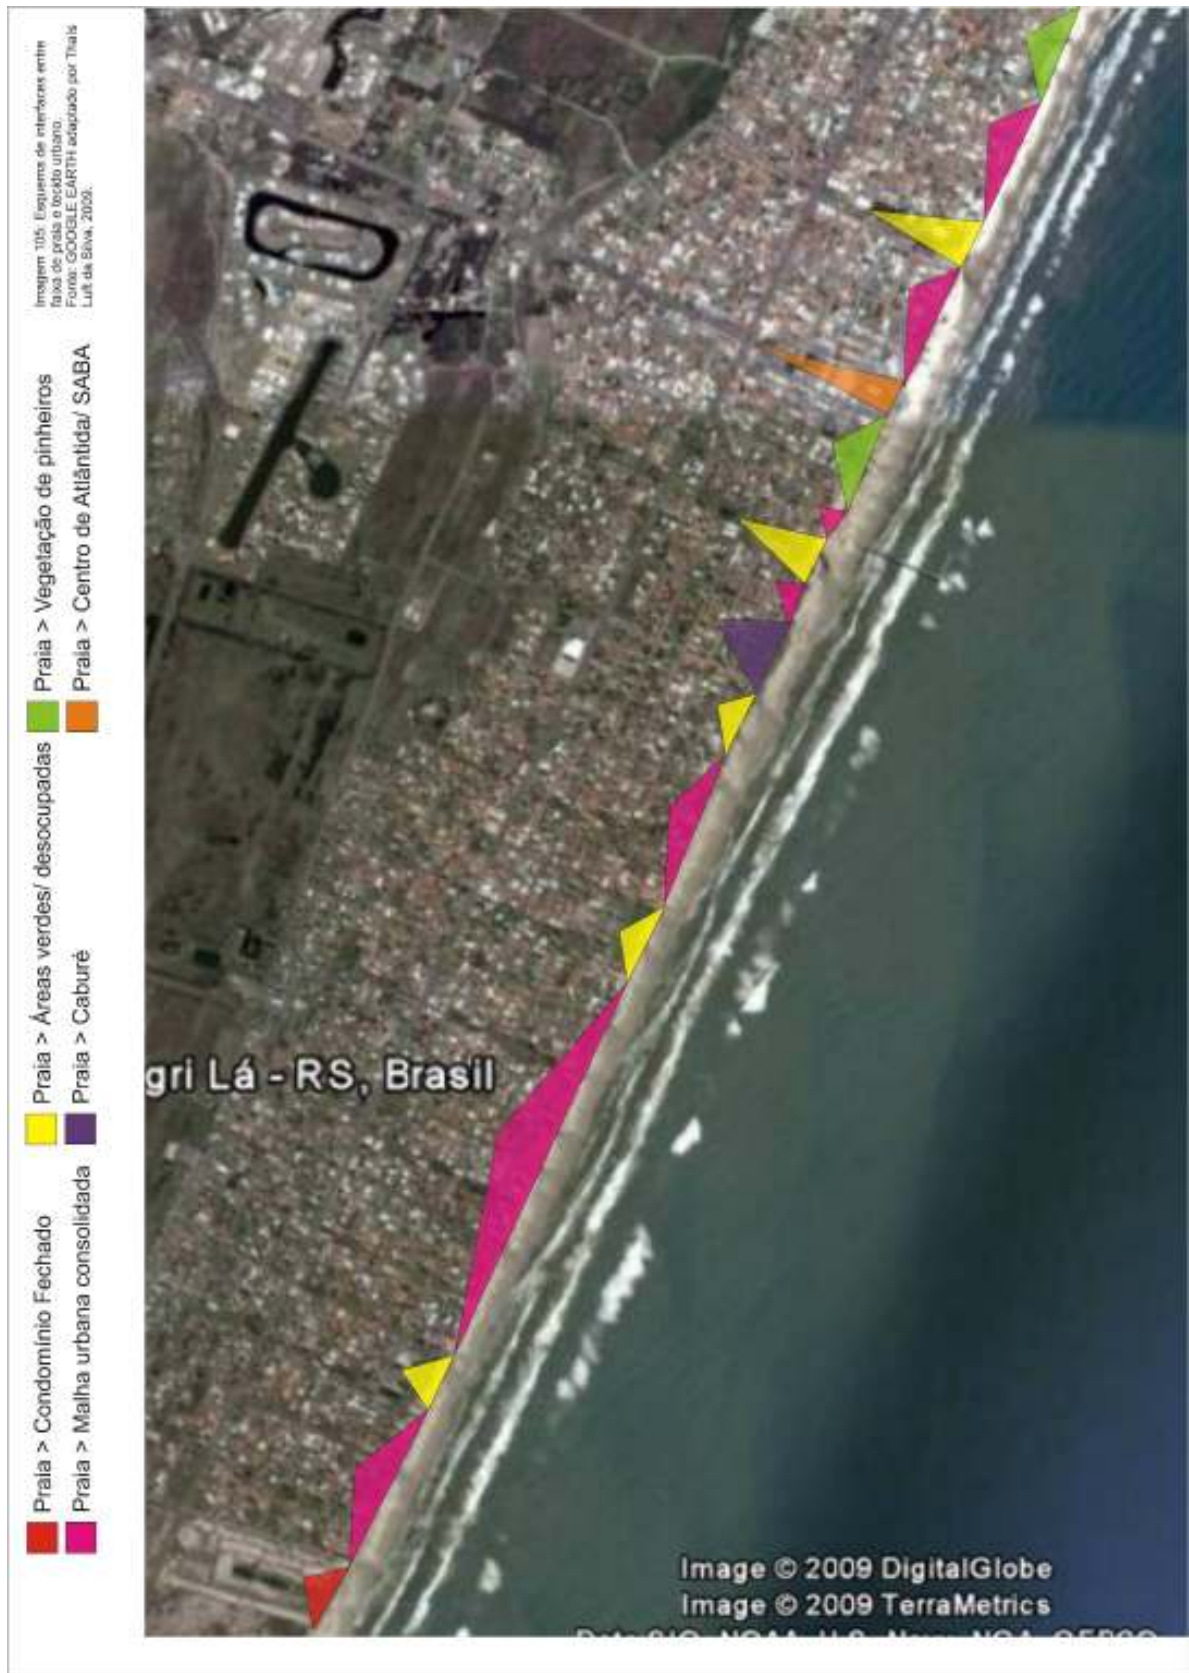 Praia > Condomínio Fechado
Praia > Malha urbana consolidada
Praia > Áreas verdes/ desocupadas
Praia > Caburé
Praia > Vegetação de pinheiros
Praia > Centro de Atlântida/ SABA
Imagem 105: Esquema de interfaces entre
faixa de praia e tecido urbano.
Fonte: GOOGLE EARTH adaptado por Thaís
Luft da Silva, 2009.
gri Lá - RS, Brasil
Image © 2009 DigitalGlobe
Image © 2009 TerraMetrics